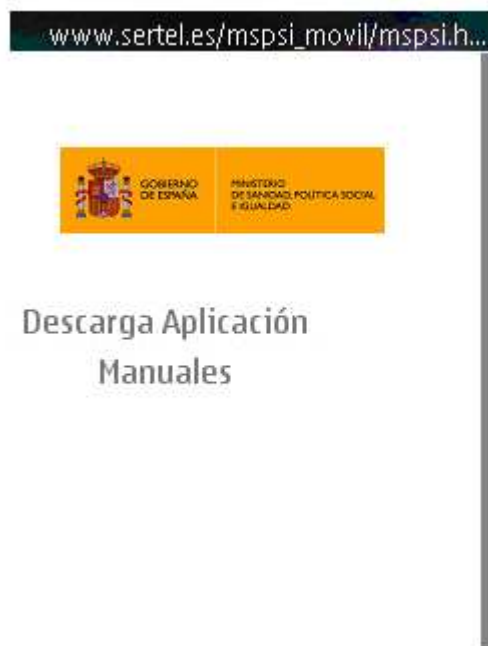 www.sertel.es/mspsi_movil/mspsi.h...
GOBIERNO
DE ESPAÑA
MINISTERIO
DE SANIDAD, POLÍTICA SOCIAL
E IGUALDAD
Descarga Aplicación
Manuales